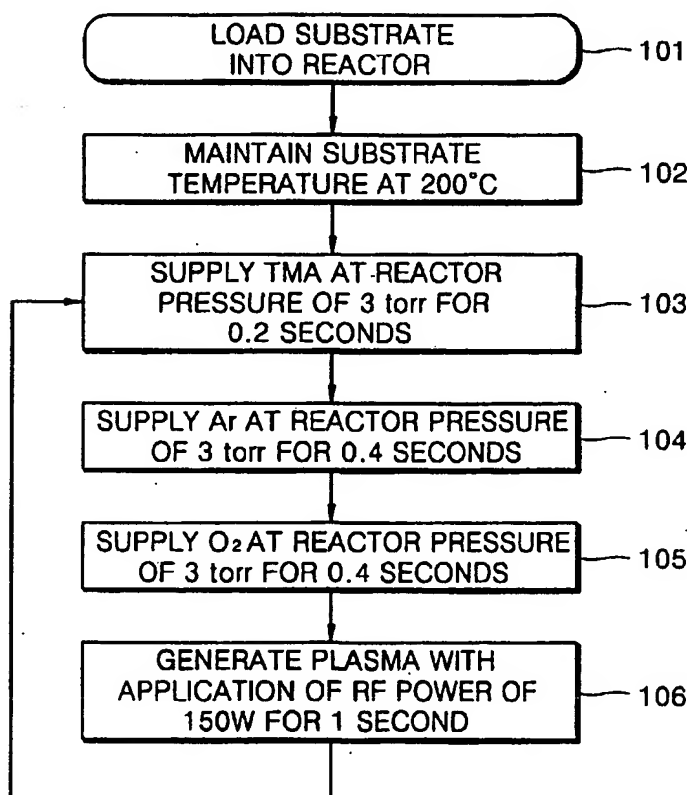 LOAD SUBSTRATE
INTO REACTOR
101
MAINTAIN SUBSTRATE
TEMPERATURE AT 200°C
102
SUPPLY TMA AT REACTOR
PRESSURE OF 3 torr FOR
0.2 SECONDS
103
SUPPLY Ar AT REACTOR PRESSURE
OF 3 torr FOR 0.4 SECONDS
104
SUPPLY O₂ AT REACTOR PRESSURE
OF 3 torr FOR 0.4 SECONDS
105
GENERATE PLASMA WITH
APPLICATION OF RF POWER OF
150W FOR 1 SECOND
106